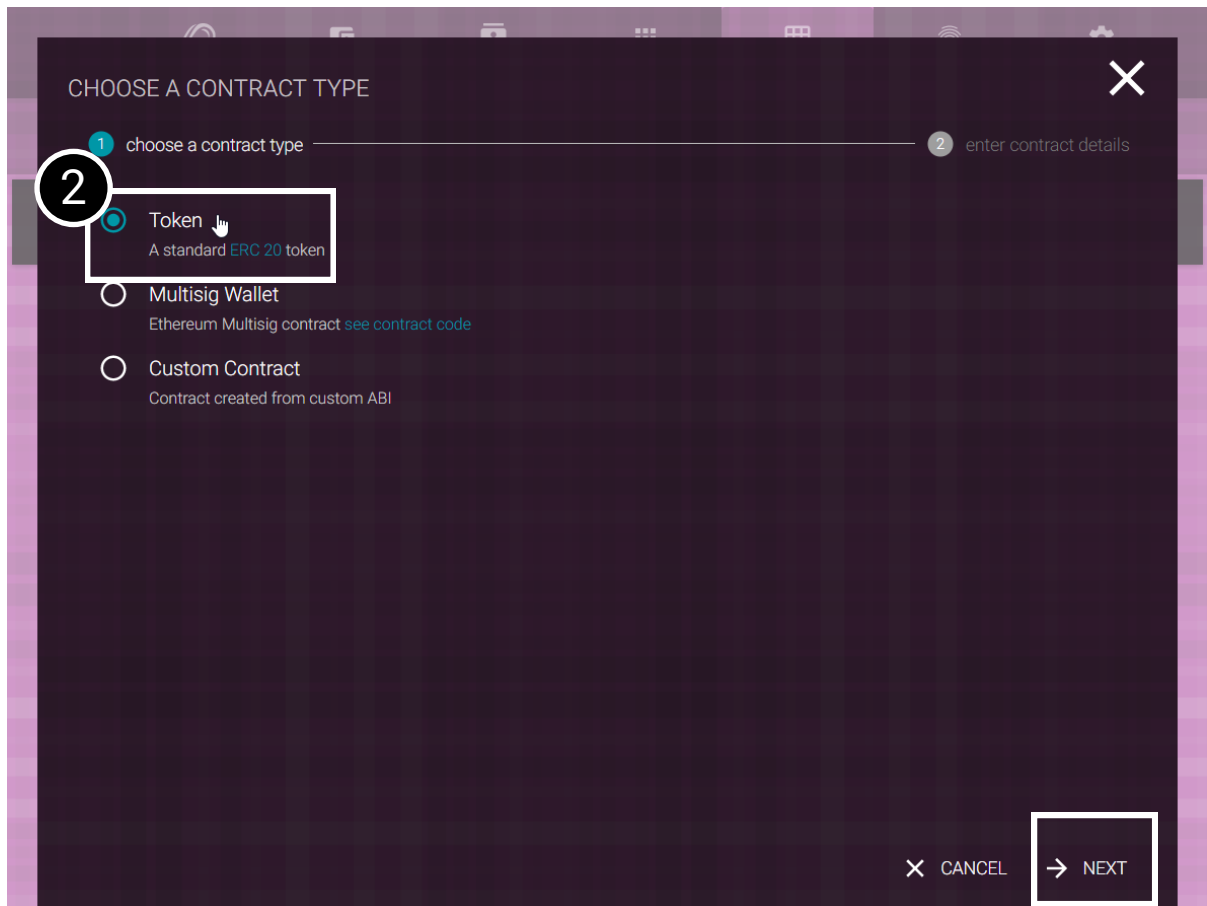 CHOOSE A CONTRACT TYPE
1 choose a contract type
2 enter contract details
2
Token
A standard ERC 20 token
Multisig Wallet
Ethereum Multisig contract see contract code
Custom Contract
Contract created from custom ABI
CANCEL
NEXT